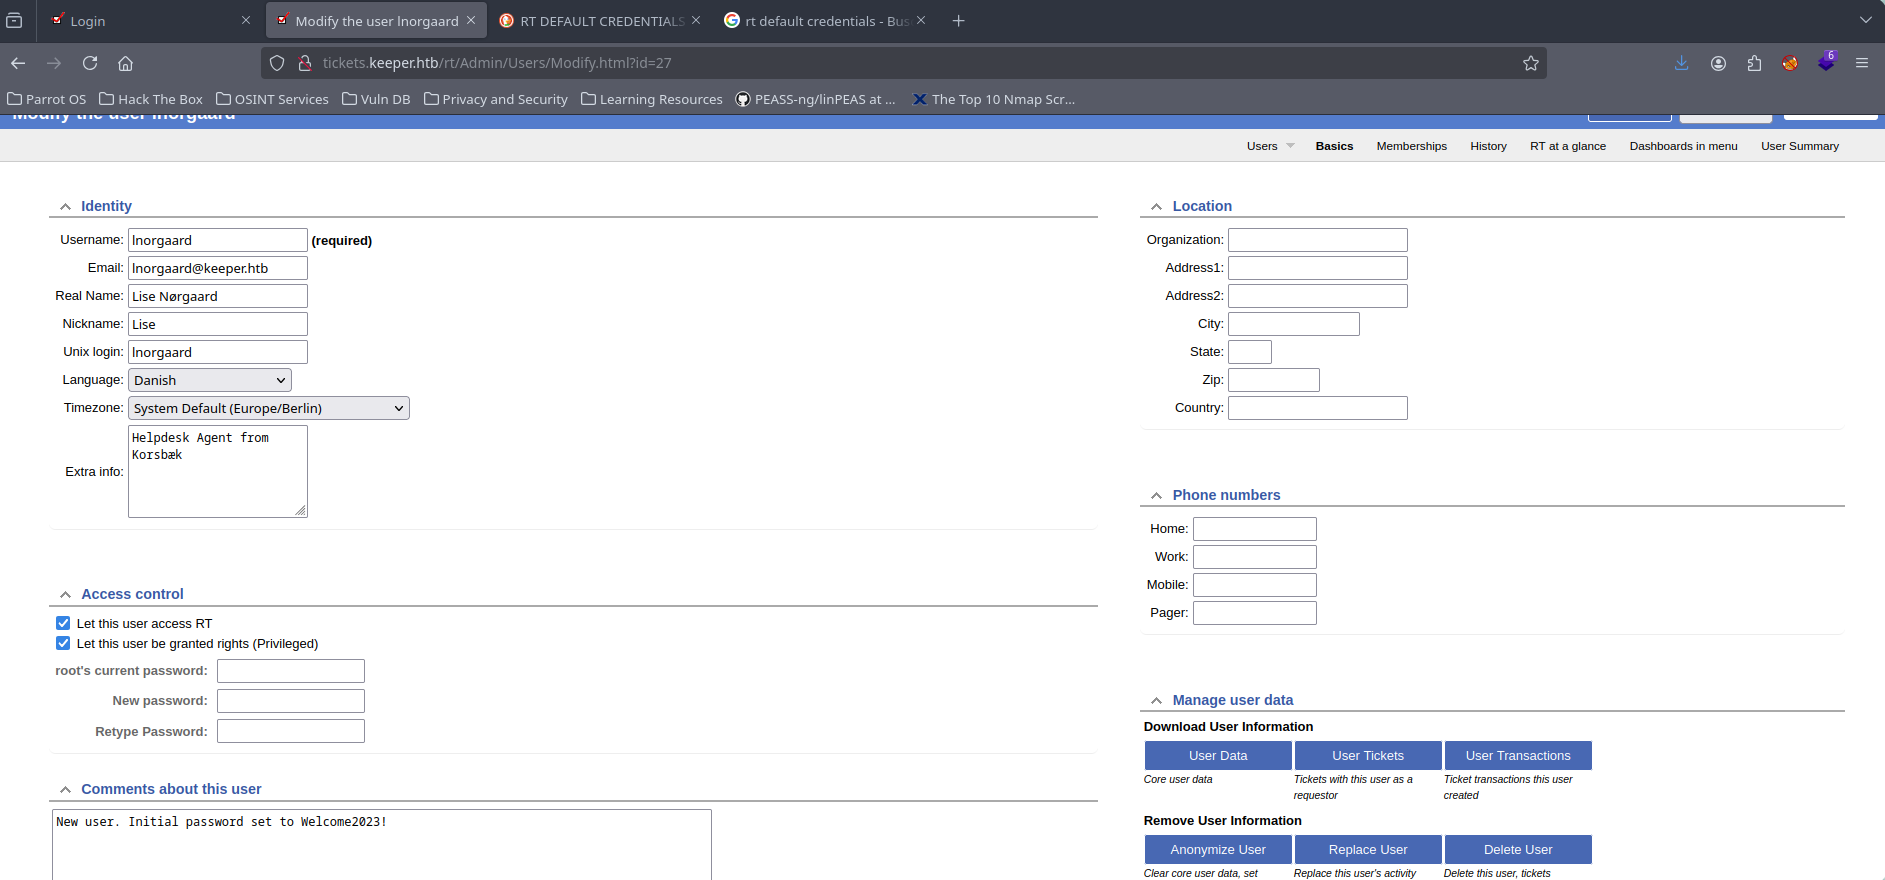 Login
Modify the user lnorgaard
RT DEFAULT CREDENTIALS
rt default credentials - Bus
tickets.keeper.htb/rt/Admin/Users/Modify.html?id=27
6
Parrot OS
Hack The Box
OSINT Services
Vuln DB
Privacy and Security
Learning Resources
PEASS-ng/linPEAS at ...
The Top 10 Nmap Scr...
Modify the user lnorgaard
Users
Basics
Memberships
History
RT at a glance
Dashboards in menu
User Summary
Identity
Username: lnorgaard (required)
Email: lnorgaard@keeper.htb
Real Name: Lise Nørgaard
Nickname: Lise
Unix login: lnorgaard
Language: Danish
Timezone: System Default (Europe/Berlin)
Extra info: Helpdesk Agent from
Korsbæk
Access control
Let this user access RT
Let this user be granted rights (Privileged)
root's current password:
New password:
Retype Password:
Comments about this user
New user. Initial password set to Welcome2023!
Location
Organization:
Address1:
Address2:
City:
State:
Zip:
Country:
Phone numbers
Home:
Work:
Mobile:
Pager:
Manage user data
Download User Information
User Data
User Tickets
User Transactions
Core user data
Tickets with this user as a
requestor
Ticket transactions this user
created
Remove User Information
Anonymize User
Replace User
Delete User
Clear core user data, set
Replace this user's activity
Delete this user, tickets